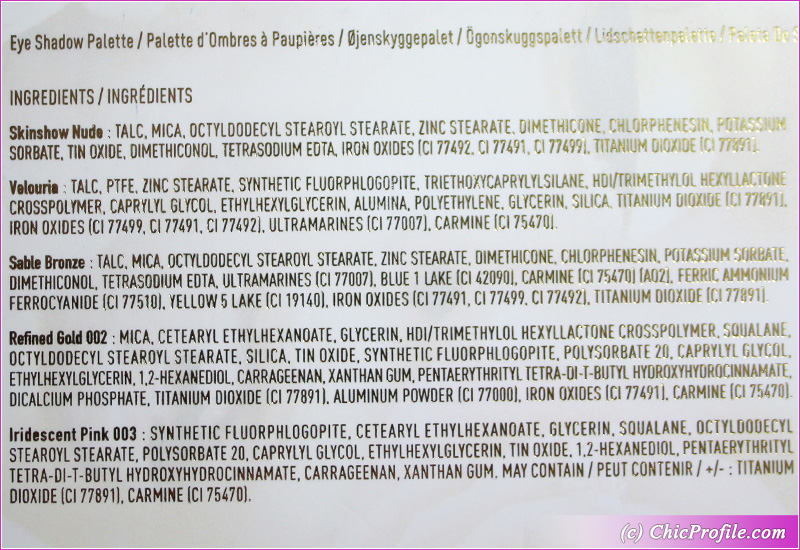 Eye Shadow Palette / Palette d'Ombres à Paupières / Øjenskyggepalet / Ögonskuggspalett / Lidschattenpalette / Paleta De S
INGREDIENTS / INGRÉDIENTS
Skinshow Nude : TALC, MICA, OCTYLDODECYL STEAROYL STEARATE, ZINC STEARATE, DIMETHICONE, CHLORPHENESIN, POTASSIUM
SORBATE, TIN OXIDE, DIMETHICONOL, TETRASODIUM EDTA, IRON OXIDES (CI 77492, CI 77491, CI 77499), TITANIUM DIOXIDE (CI 77891).
Velouria : TALC, PTFE, ZINC STEARATE, SYNTHETIC FLUORPHLOGOPITE, TRIETHOXYCAPRYLYLSILANE, HDI/TRIMETHYLOL HEXYLLACTONE
CROSSPOLYMER, CAPRYLYL GLYCOL, ETHYLHEXYLGLYCERIN, ALUMINA, POLYETHYLENE, GLYCERIN, SILICA, TITANIUM DIOXIDE (CI 77891),
IRON OXIDES (CI 77499, CI 77491, CI 77492), ULTRAMARINES (CI 77007), CARMINE (CI 75470).
Sable Bronze : TALC, MICA, OCTYLDODECYL STEAROYL STEARATE, ZINC STEARATE, DIMETHICONE, CHLORPHENESIN, POTASSIUM SORBATE,
DIMETHICONOL, TETRASODIUM EDTA, ULTRAMARINES (CI 77007), BLUE 1 LAKE (CI 42090), CARMINE (CI 75470) (A02), FERRIC AMMONIUM
FERROCYANIDE (CI 77510), YELLOW 5 LAKE (CI 19140), IRON OXIDES (CI 77491, CI 77499, CI 77492), TITANIUM DIOXIDE (CI 77891).
Refined Gold 002 : MICA, CETEARYL ETHYLHEXANOATE, GLYCERIN, HDI/TRIMETHYLOL HEXYLLACTONE CROSSPOLYMER, SQUALANE,
OCTYLDODECYL STEAROYL STEARATE, SILICA, TIN OXIDE, SYNTHETIC FLUORPHLOGOPITE, POLYSORBATE 20, CAPRYLYL GLYCOL,
ETHYLHEXYLGLYCERIN, 1,2-HEXANEDIOL, CARRAGEENAN, XANTHAN GUM, PENTAERYTHRITYL TETRA-DI-T-BUTYL HYDROXYHYDROCINNAMATE,
DICALCIUM PHOSPHATE, TITANIUM DIOXIDE (CI 77891), ALUMINUM POWDER (CI 77000), IRON OXIDES (CI 77491), CARMINE (CI 75470).
Iridescent Pink 003 : SYNTHETIC FLUORPHLOGOPITE, CETEARYL ETHYLHEXANOATE, GLYCERIN, SQUALANE, OCTYLDODECYL
STEAROYL STEARATE, POLYSORBATE 20, CAPRYLYL GLYCOL, ETHYLHEXYLGLYCERIN, TIN OXIDE, 1,2-HEXANEDIOL, PENTAERYTHRITYL
TETRA-DI-T-BUTYL HYDROXYHYDROCINNAMATE, CARRAGEENAN, XANTHAN GUM. MAY CONTAIN / PEUT CONTENIR / +/- : TITANIUM
DIOXIDE (CI 77891), CARMINE (CI 75470).
(c) ChicProfile.com